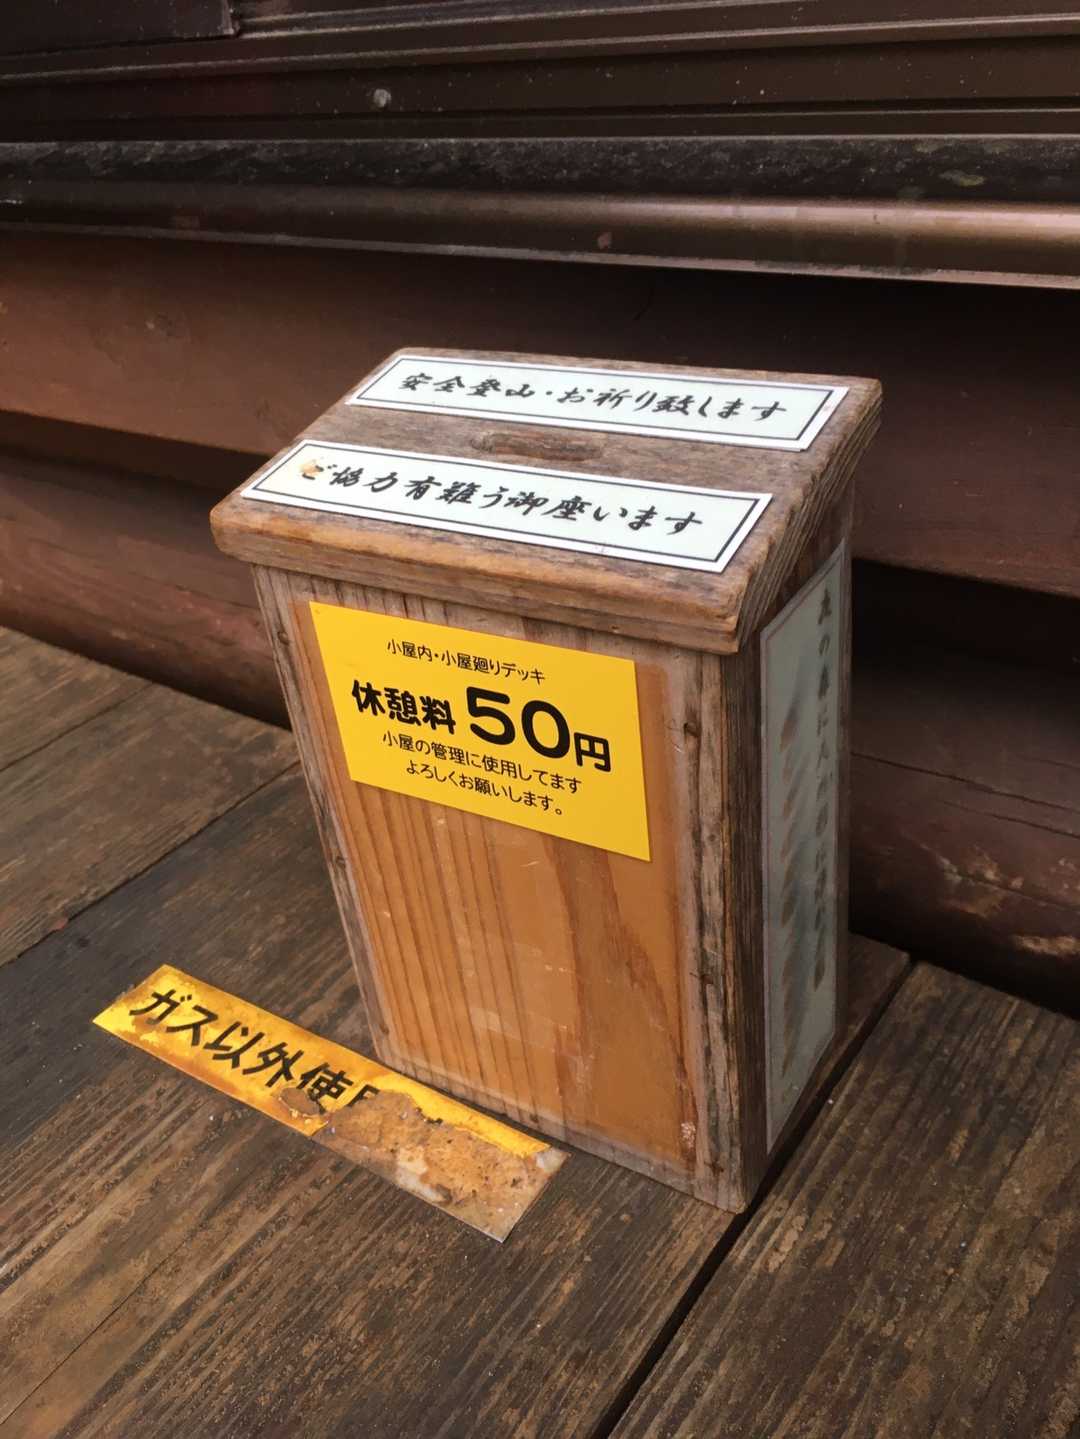 安全登山・お祈り致します
ご協力有難う御座います
小屋内・小屋廻りデッキ
休憩料 50円
小屋の管理に使用してます
よろしくお願いします。
ガス以外使